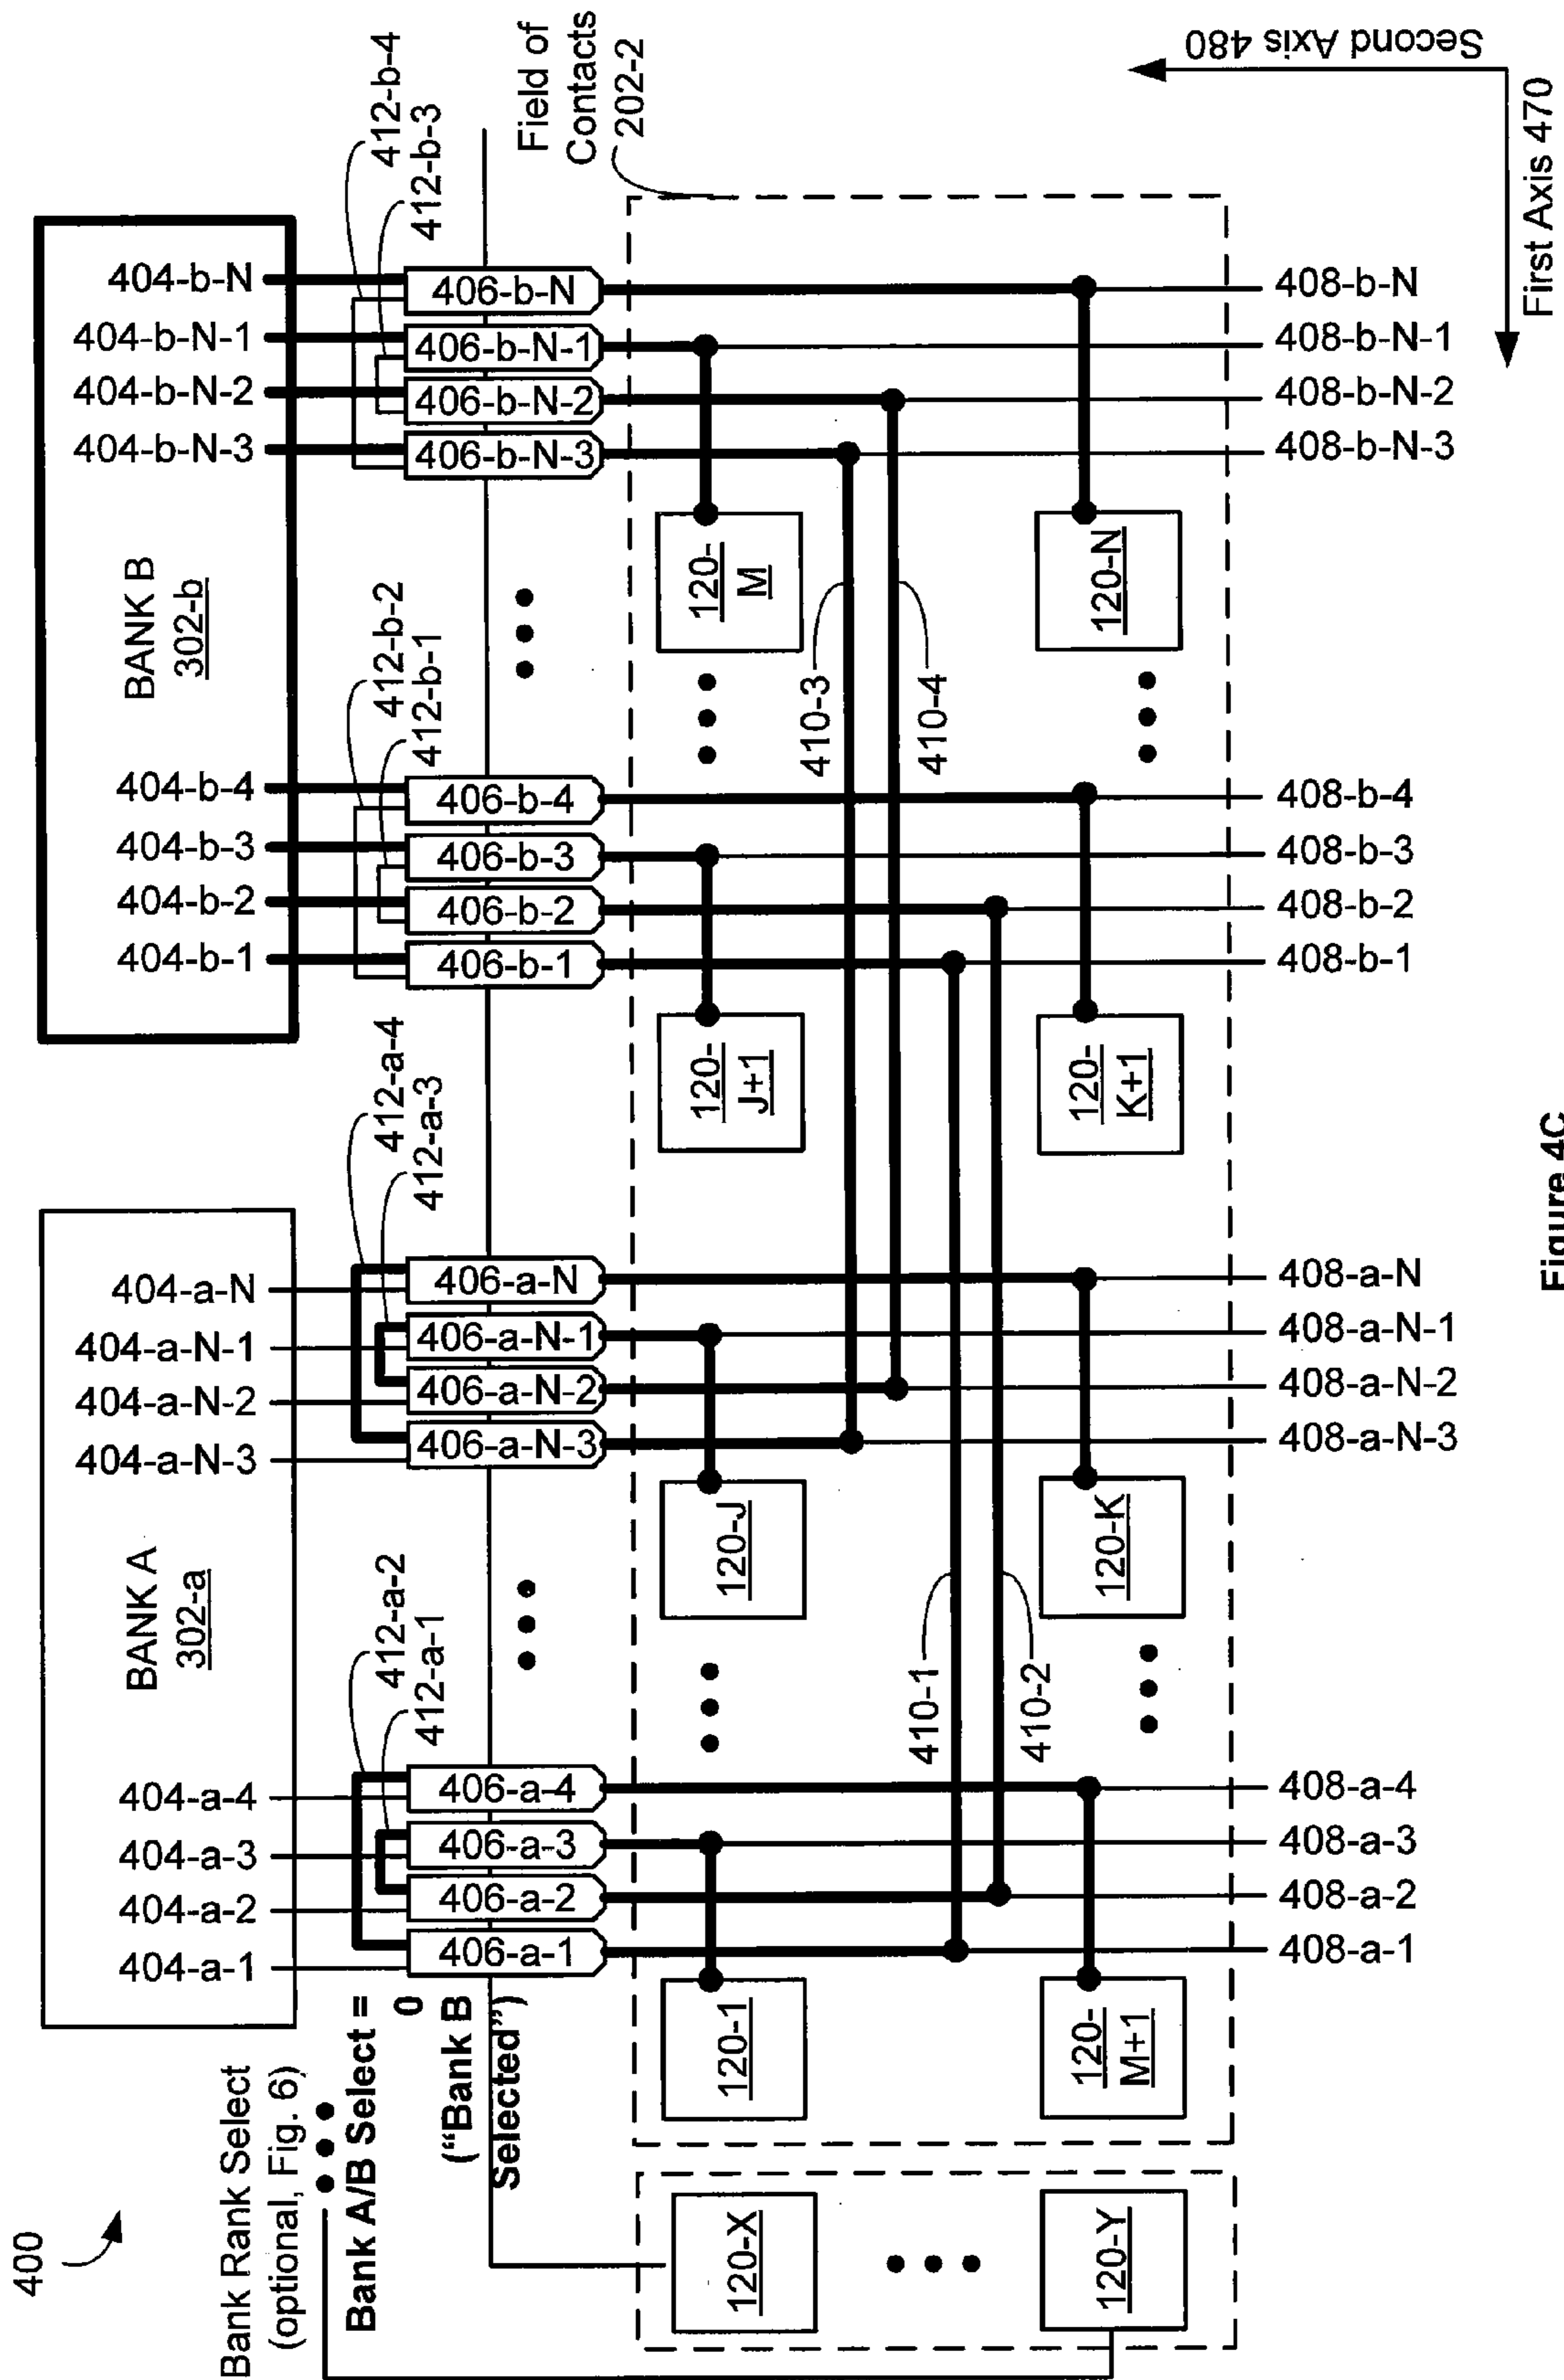 400
Bank Rank Select
(optional, Fig. 6)
Bank A/B Select =
0
("Bank B
Selected")
BANK A
302-a
BANK B
302-b
404-a-1
404-a-2
404-a-3
404-a-4
404-a-N-3
404-a-N-2
404-a-N-1
404-a-N
404-b-1
404-b-2
404-b-3
404-b-4
404-b-N-3
404-b-N-2
404-b-N-1
404-b-N
412-a-2
412-a-1
412-a-4
412-a-3
412-b-2
412-b-1
412-b-4
412-b-3
406-a-1
406-a-2
406-a-3
406-a-4
406-a-N-3
406-a-N-2
406-a-N-1
406-a-N
406-b-1
406-b-2
406-b-3
406-b-4
406-b-N-3
406-b-N-2
406-b-N-1
406-b-N
Field of
Contacts
202-2
120-X
120-1
120-J
120-
J+1
120-
M
410-1
410-2
410-3
410-4
120-Y
120-
M+1
120-K
120-
K+1
120-N
408-a-1
408-a-2
408-a-3
408-a-4
408-a-N-3
408-a-N-2
408-a-N-1
408-a-N
408-b-1
408-b-2
408-b-3
408-b-4
408-b-N-3
408-b-N-2
408-b-N-1
408-b-N
Second Axis 480
First Axis 470
Figure 4C